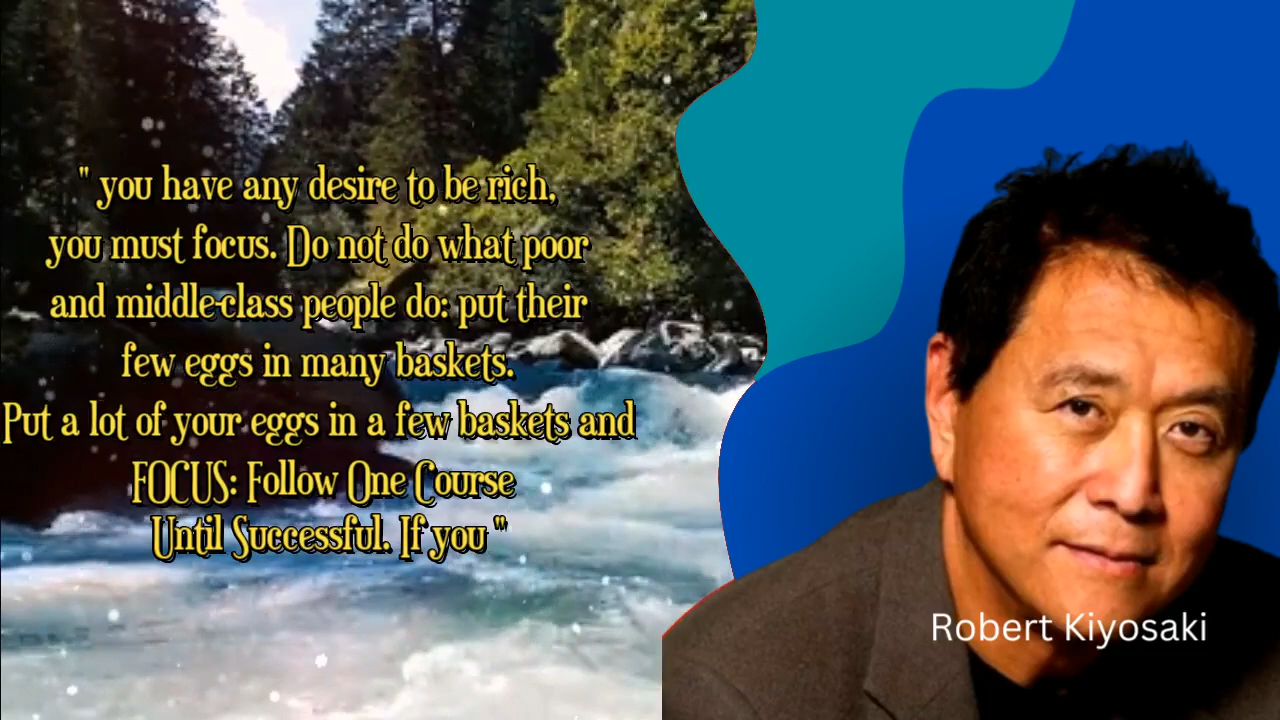 " you have any desire to be rich,
you must focus. Do not do what poor
and middle-class people do: put their
few eggs in many baskets.
Put a lot of your eggs in a few baskets and
FOCUS: Follow One Course
Until Successful. If you "
Robert Kiyosaki